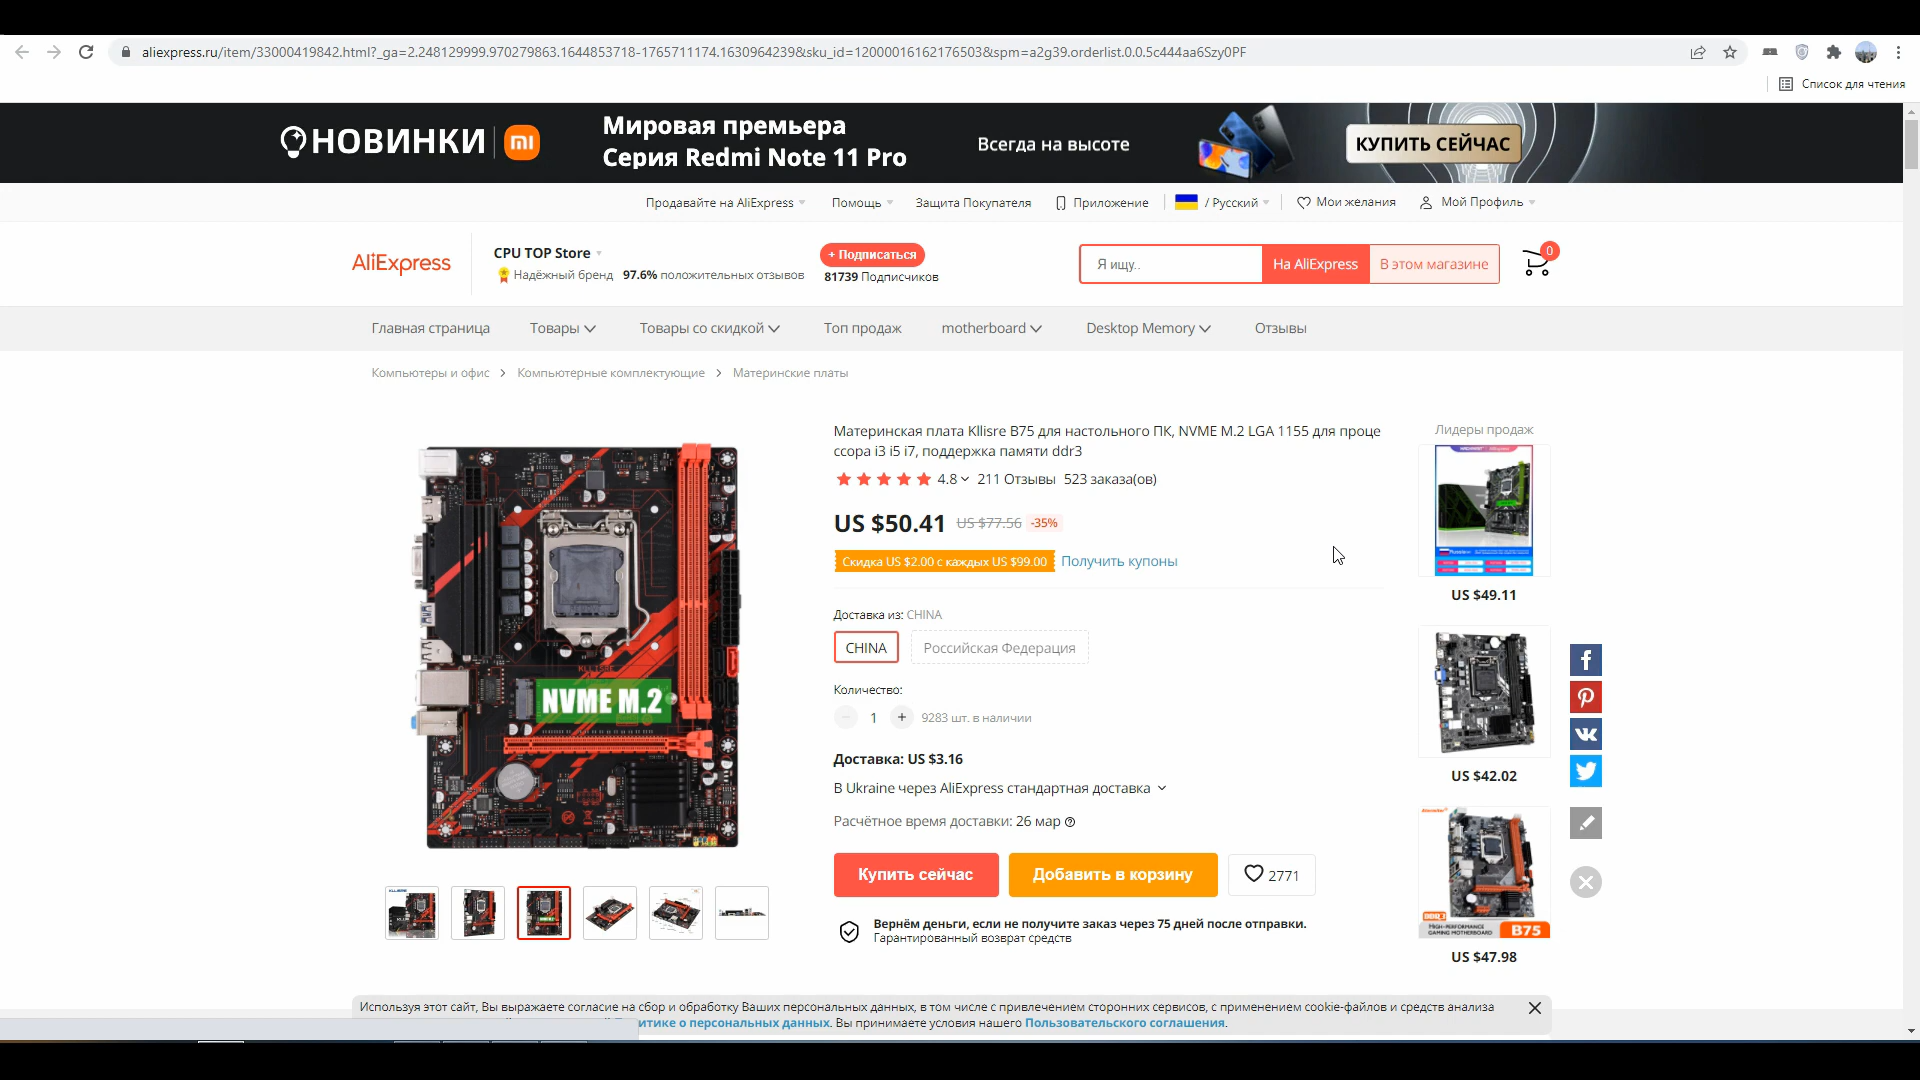 aliexpress.ru/item/33000419842.html?_ga=2.248129999.970279863.1644853718-1765711174.1630964239&sku_id=12000016162176503&spm=a2g39.orderlist.0.0.5c444aa6Szy0PF
Список для чтения
НОВИНКИ
mi
Мировая премьера
Серия Redmi Note 11 Pro
Всегда на высоте
КУПИТЬ СЕЙЧАС
Продавайте на AliExpress
Помощь
Защита Покупателя
Приложение
/ Русский
Мои желания
Мой Профиль
AliExpress
CPU TOP Store
Надёжный бренд 97.6% положительных отзывов
+ Подписаться
81739 Подписчиков
Я ищу..
На AliExpress
В этом магазине
0
Главная страница
Товары
Товары со скидкой
Топ продаж
motherboard
Desktop Memory
Отзывы
Компьютеры и офис > Компьютерные комплектующие > Материнские платы
Материнская плата Kllisre B75 для настольного ПК, NVME M.2 LGA 1155 для проце
ссора i3 i5 i7, поддержка памяти ddr3
4.8 211 Отзывы 523 заказа(ов)
US $50.41 US $77.56 -35%
Скидка US $2.00 с каждых US $99.00 Получить купоны
Доставка из: CHINA
CHINA
Российская Федерация
Количество:
1
9283 шт. в наличии
Доставка: US $3.16
В Ukraine через AliExpress стандартная доставка
Расчётное время доставки: 26 мар
Купить сейчас
Добавить в корзину
2771
Вернём деньги, если не получите заказ через 75 дней после отправки.
Гарантированный возврат средств
KLLISRE
NVME M.2
Лидеры продаж
US $49.11
US $42.02
DDR3
B75
US $47.98
Используя этот сайт, Вы выражаете согласие на сбор и обработку Ваших персональных данных, в том числе с привлечением сторонних сервисов, с применением cookie-файлов и средств анализа
итике о персональных данных. Вы принимаете условия нашего Пользовательского соглашения.